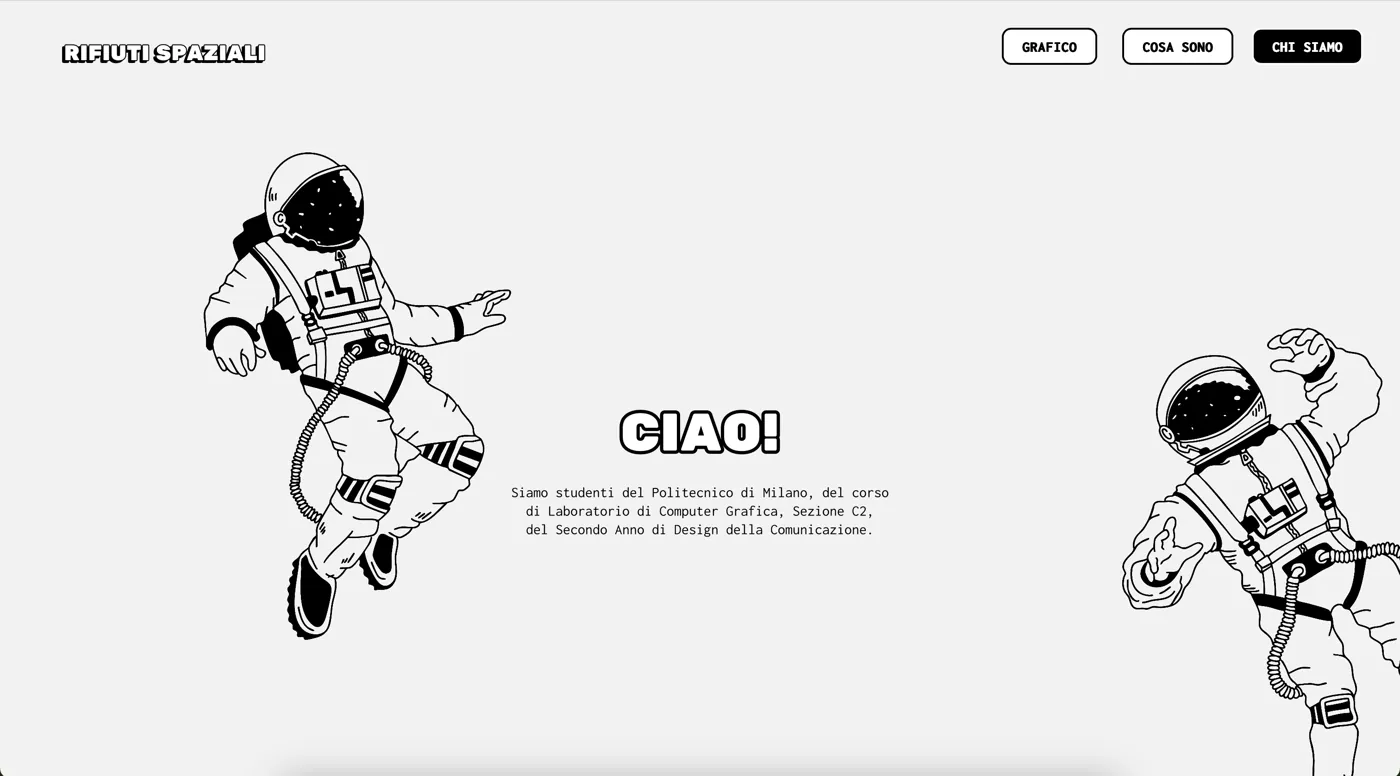 RIFIUTI SPAZIALI
GRAFICO
COSA SONO
CHI SIAMO
CIAO!
Siamo studenti del Politecnico di Milano, del corso
di Laboratorio di Computer Grafica, Sezione C2,
del Secondo Anno di Design della Comunicazione.